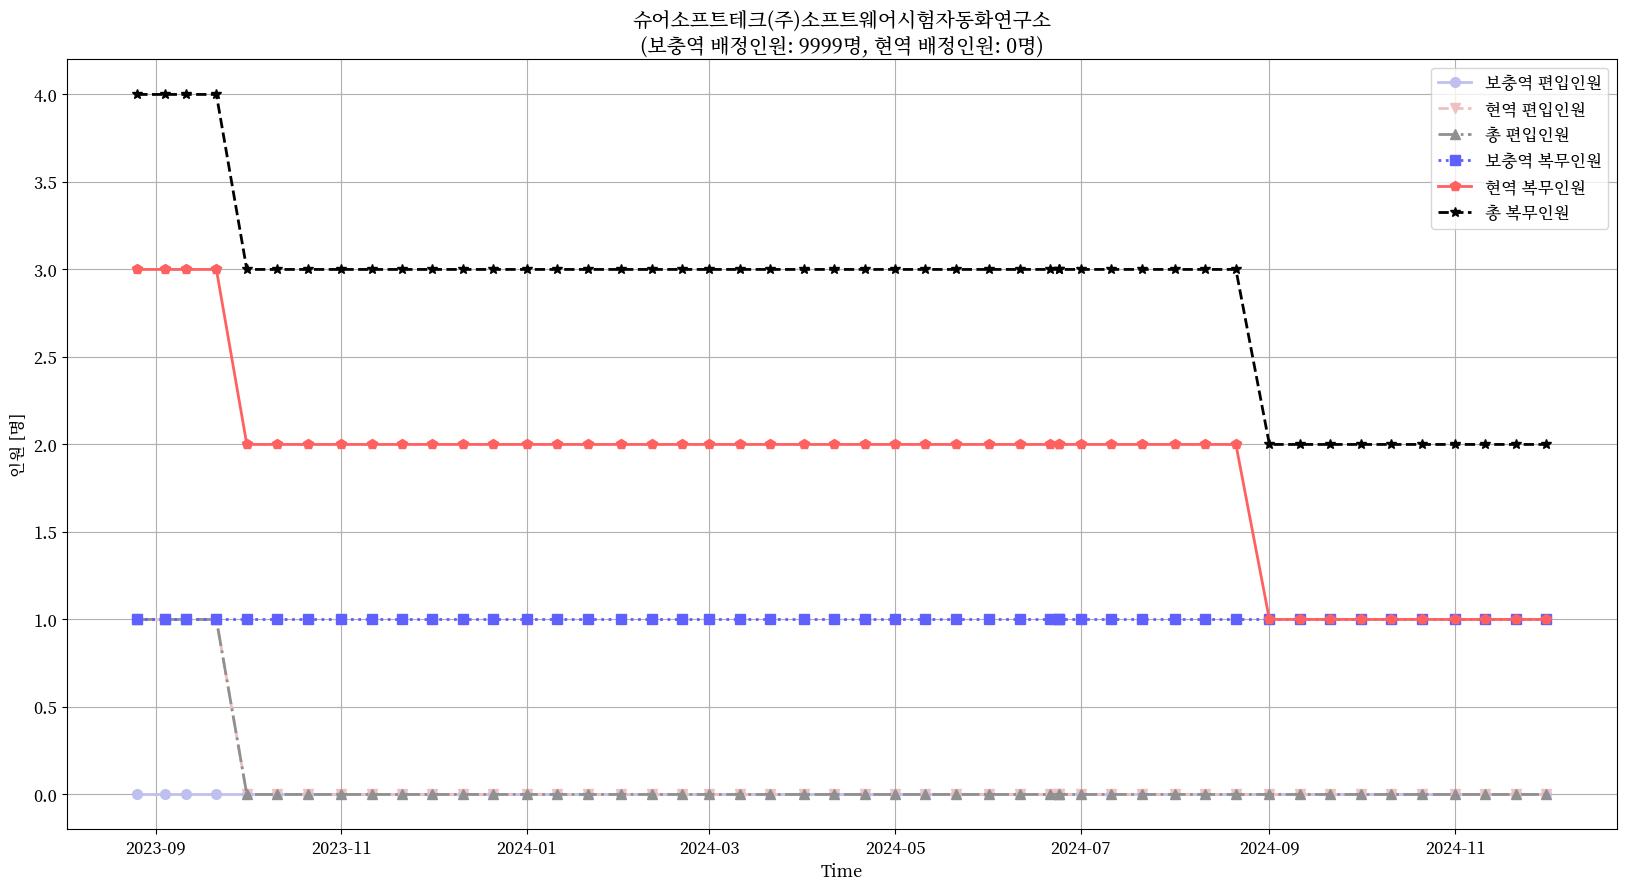 슈어소프트테크(주)소프트웨어시험자동화연구소
(보충역 배정인원: 9999명, 현역 배정인원: 0명)
보충역 편입인원
현역 편입인원
총 편입인원
보충역 복무인원
현역 복무인원
총 복무인원
인원 [명]
4.0
3.5
3.0
2.5
2.0
1.5
1.0
0.5
0.0
2023-09
2023-11
2024-01
2024-03
2024-05
2024-07
2024-09
2024-11
Time